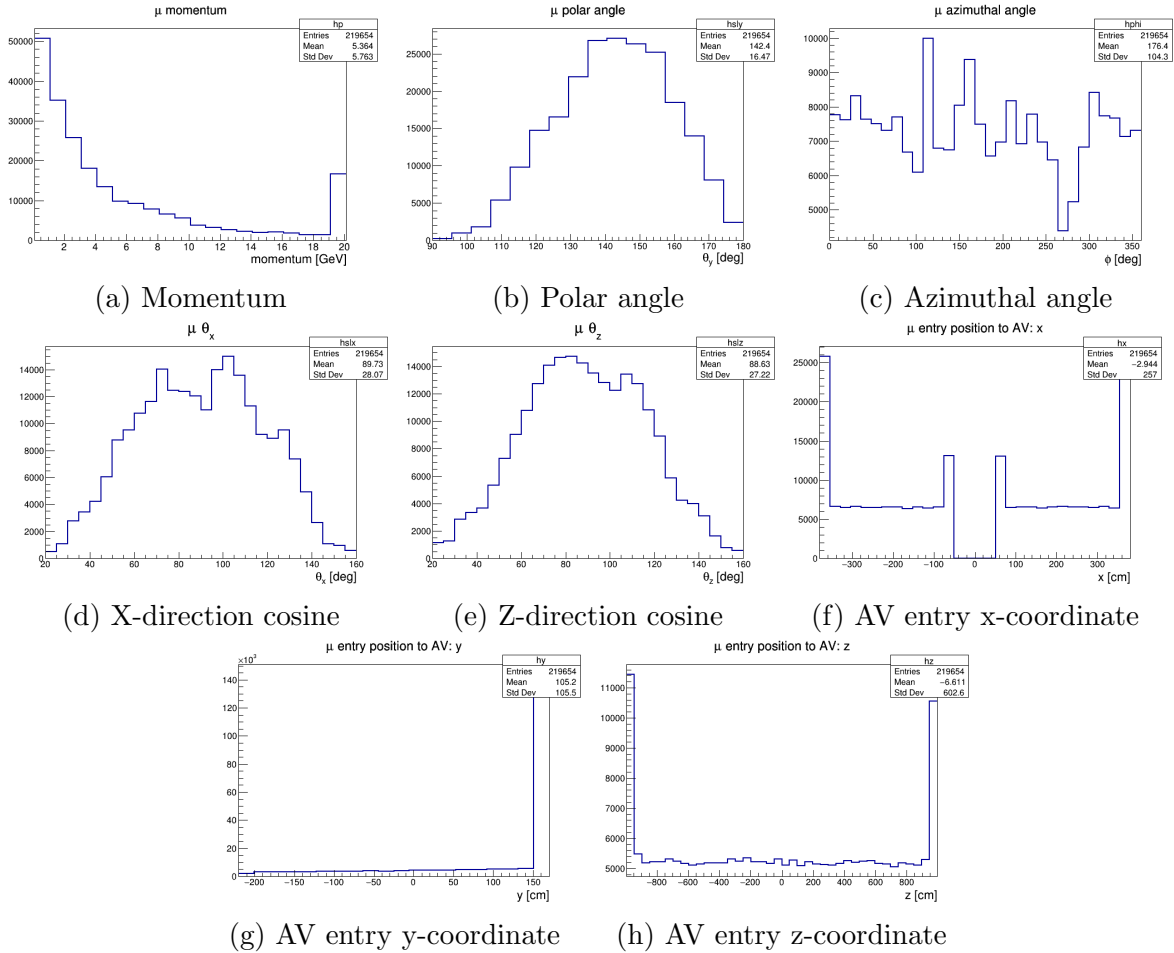 μ momentum
hp
Entries 219654
Mean 5.364
Std Dev 5.763
50000
40000
30000
20000
10000
0
2 4 6 8 10 12 14 16 18 20
momentum [GeV]
(a) Momentum
μ polar angle
hsly
Entries 219654
Mean 142.4
Std Dev 16.47
25000
20000
15000
10000
5000
0
90 100 110 120 130 140 150 160 170 180
θy [deg]
(b) Polar angle
μ azimuthal angle
hphi
Entries 219654
Mean 176.4
Std Dev 104.3
10000
9000
8000
7000
6000
5000
0 50 100 150 200 250 300 350
ϕ [deg]
(c) Azimuthal angle
μ θx
hslx
Entries 219654
Mean 89.73
Std Dev 28.07
14000
12000
10000
8000
6000
4000
2000
0
20 40 60 80 100 120 140 160
θx [deg]
(d) X-direction cosine
μ θz
hslz
Entries 219654
Mean 88.63
Std Dev 27.22
14000
12000
10000
8000
6000
4000
2000
0
20 40 60 80 100 120 140 160
θz [deg]
(e) Z-direction cosine
μ entry position to AV: x
hx
Entries 219654
Mean −2.944
Std Dev 257
25000
20000
15000
10000
5000
0
−300 −200 −100 0 100 200 300
x [cm]
(f) AV entry x-coordinate
μ entry position to AV: y
×10³
hy
Entries 219654
Mean 105.2
Std Dev 105.5
140
120
100
80
60
40
20
0
−200 −150 −100 −50 0 50 100 150
y [cm]
(g) AV entry y-coordinate
μ entry position to AV: z
hz
Entries 219654
Mean −6.611
Std Dev 602.6
11000
10000
9000
8000
7000
6000
5000
−800 −600 −400 −200 0 200 400 600 800
z [cm]
(h) AV entry z-coordinate